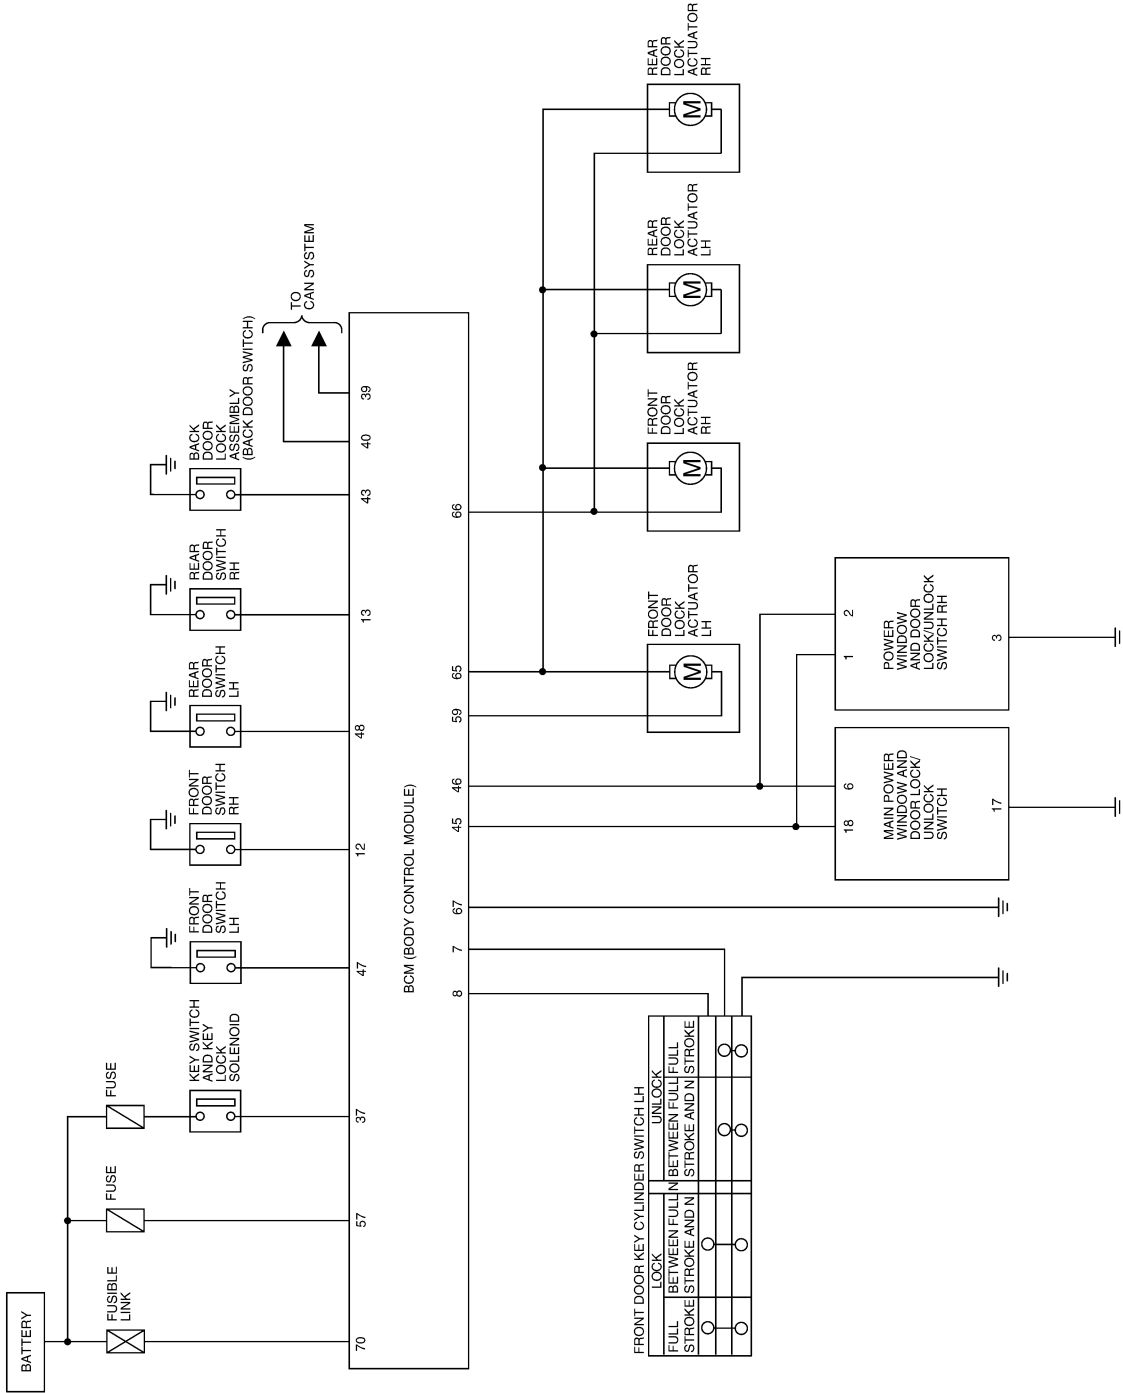 BATTERY
FUSIBLE
LINK
FUSE
FUSE
KEY SWITCH
AND KEY
LOCK
SOLENOID
FRONT
DOOR
SWITCH
LH
FRONT
DOOR
SWITCH
RH
REAR
DOOR
SWITCH
LH
REAR
DOOR
SWITCH
RH
BACK
DOOR
LOCK
ASSEMBLY
(BACK DOOR SWITCH)
TO
CAN SYSTEM
70
57
37
47
12
48
13
43
40
39
BCM (BODY CONTROL MODULE)
8
7
67
45
46
59
65
66
FRONT DOOR KEY CYLINDER SWITCH LH
LOCK
UNLOCK
FULL
STROKE
BETWEEN FULL
STROKE AND N
N
BETWEEN FULL
STROKE AND N
FULL
STROKE
FRONT
DOOR
LOCK
ACTUATOR
LH
M
FRONT
DOOR
LOCK
ACTUATOR
RH
M
REAR
DOOR
LOCK
ACTUATOR
LH
M
REAR
DOOR
LOCK
ACTUATOR
RH
M
18
6
MAIN POWER
WINDOW AND
DOOR LOCK/
UNLOCK
SWITCH
17
1
2
POWER
WINDOW
AND DOOR
LOCK/UNLOCK
SWITCH RH
3